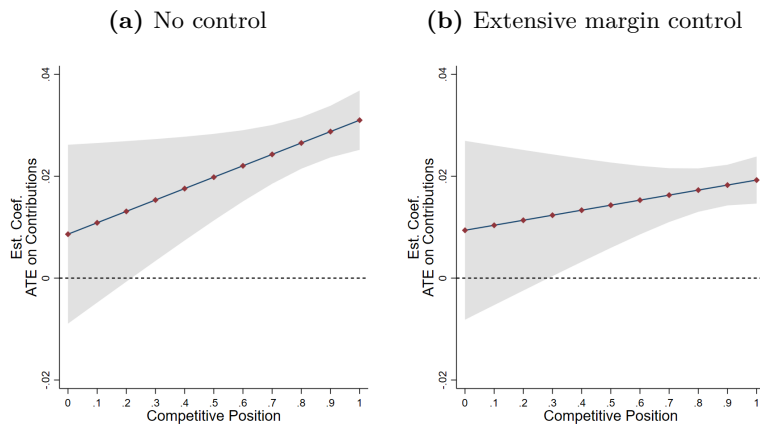 (a) No control
Est. Coef.
ATE on Contributions
.04
.02
0
-.02
0 .1 .2 .3 .4 .5 .6 .7 .8 .9 1
Competitive Position
(b) Extensive margin control
Est. Coef.
ATE on Contributions
.04
.02
0
-.02
0 .1 .2 .3 .4 .5 .6 .7 .8 .9 1
Competitive Position